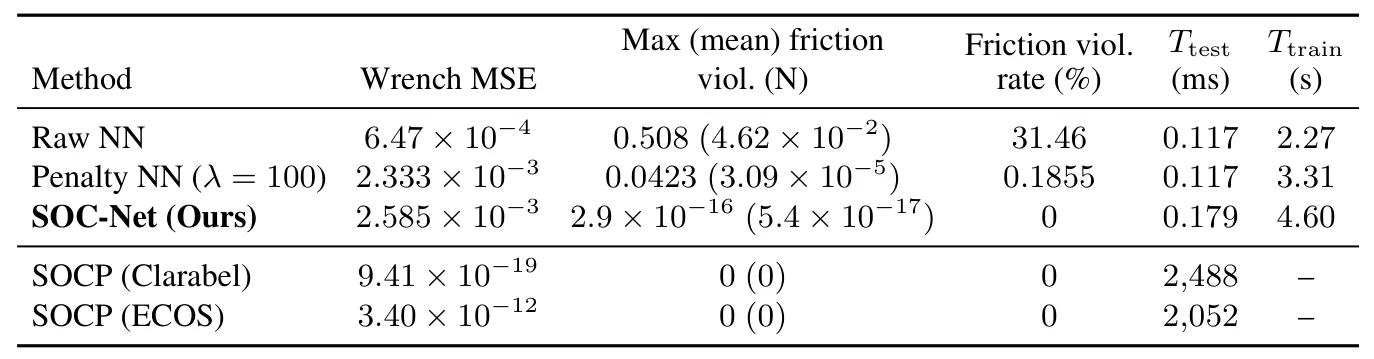 Method Wrench MSE Max (mean) friction viol. (N) Friction viol. rate (%) T_test (ms) T_train (s)
Raw NN 6.47 × 10⁻⁴ 0.508 (4.62 × 10⁻²) 31.46 0.117 2.27
Penalty NN (λ = 100) 2.333 × 10⁻³ 0.0423 (3.09 × 10⁻⁵) 0.1855 0.117 3.31
SOC-Net (Ours) 2.585 × 10⁻³ 2.9 × 10⁻¹⁶ (5.4 × 10⁻¹⁷) 0 0.179 4.60
SOCP (Clarabel) 9.41 × 10⁻¹⁹ 0 (0) 0 2,488 –
SOCP (ECOS) 3.40 × 10⁻¹² 0 (0) 0 2,052 –